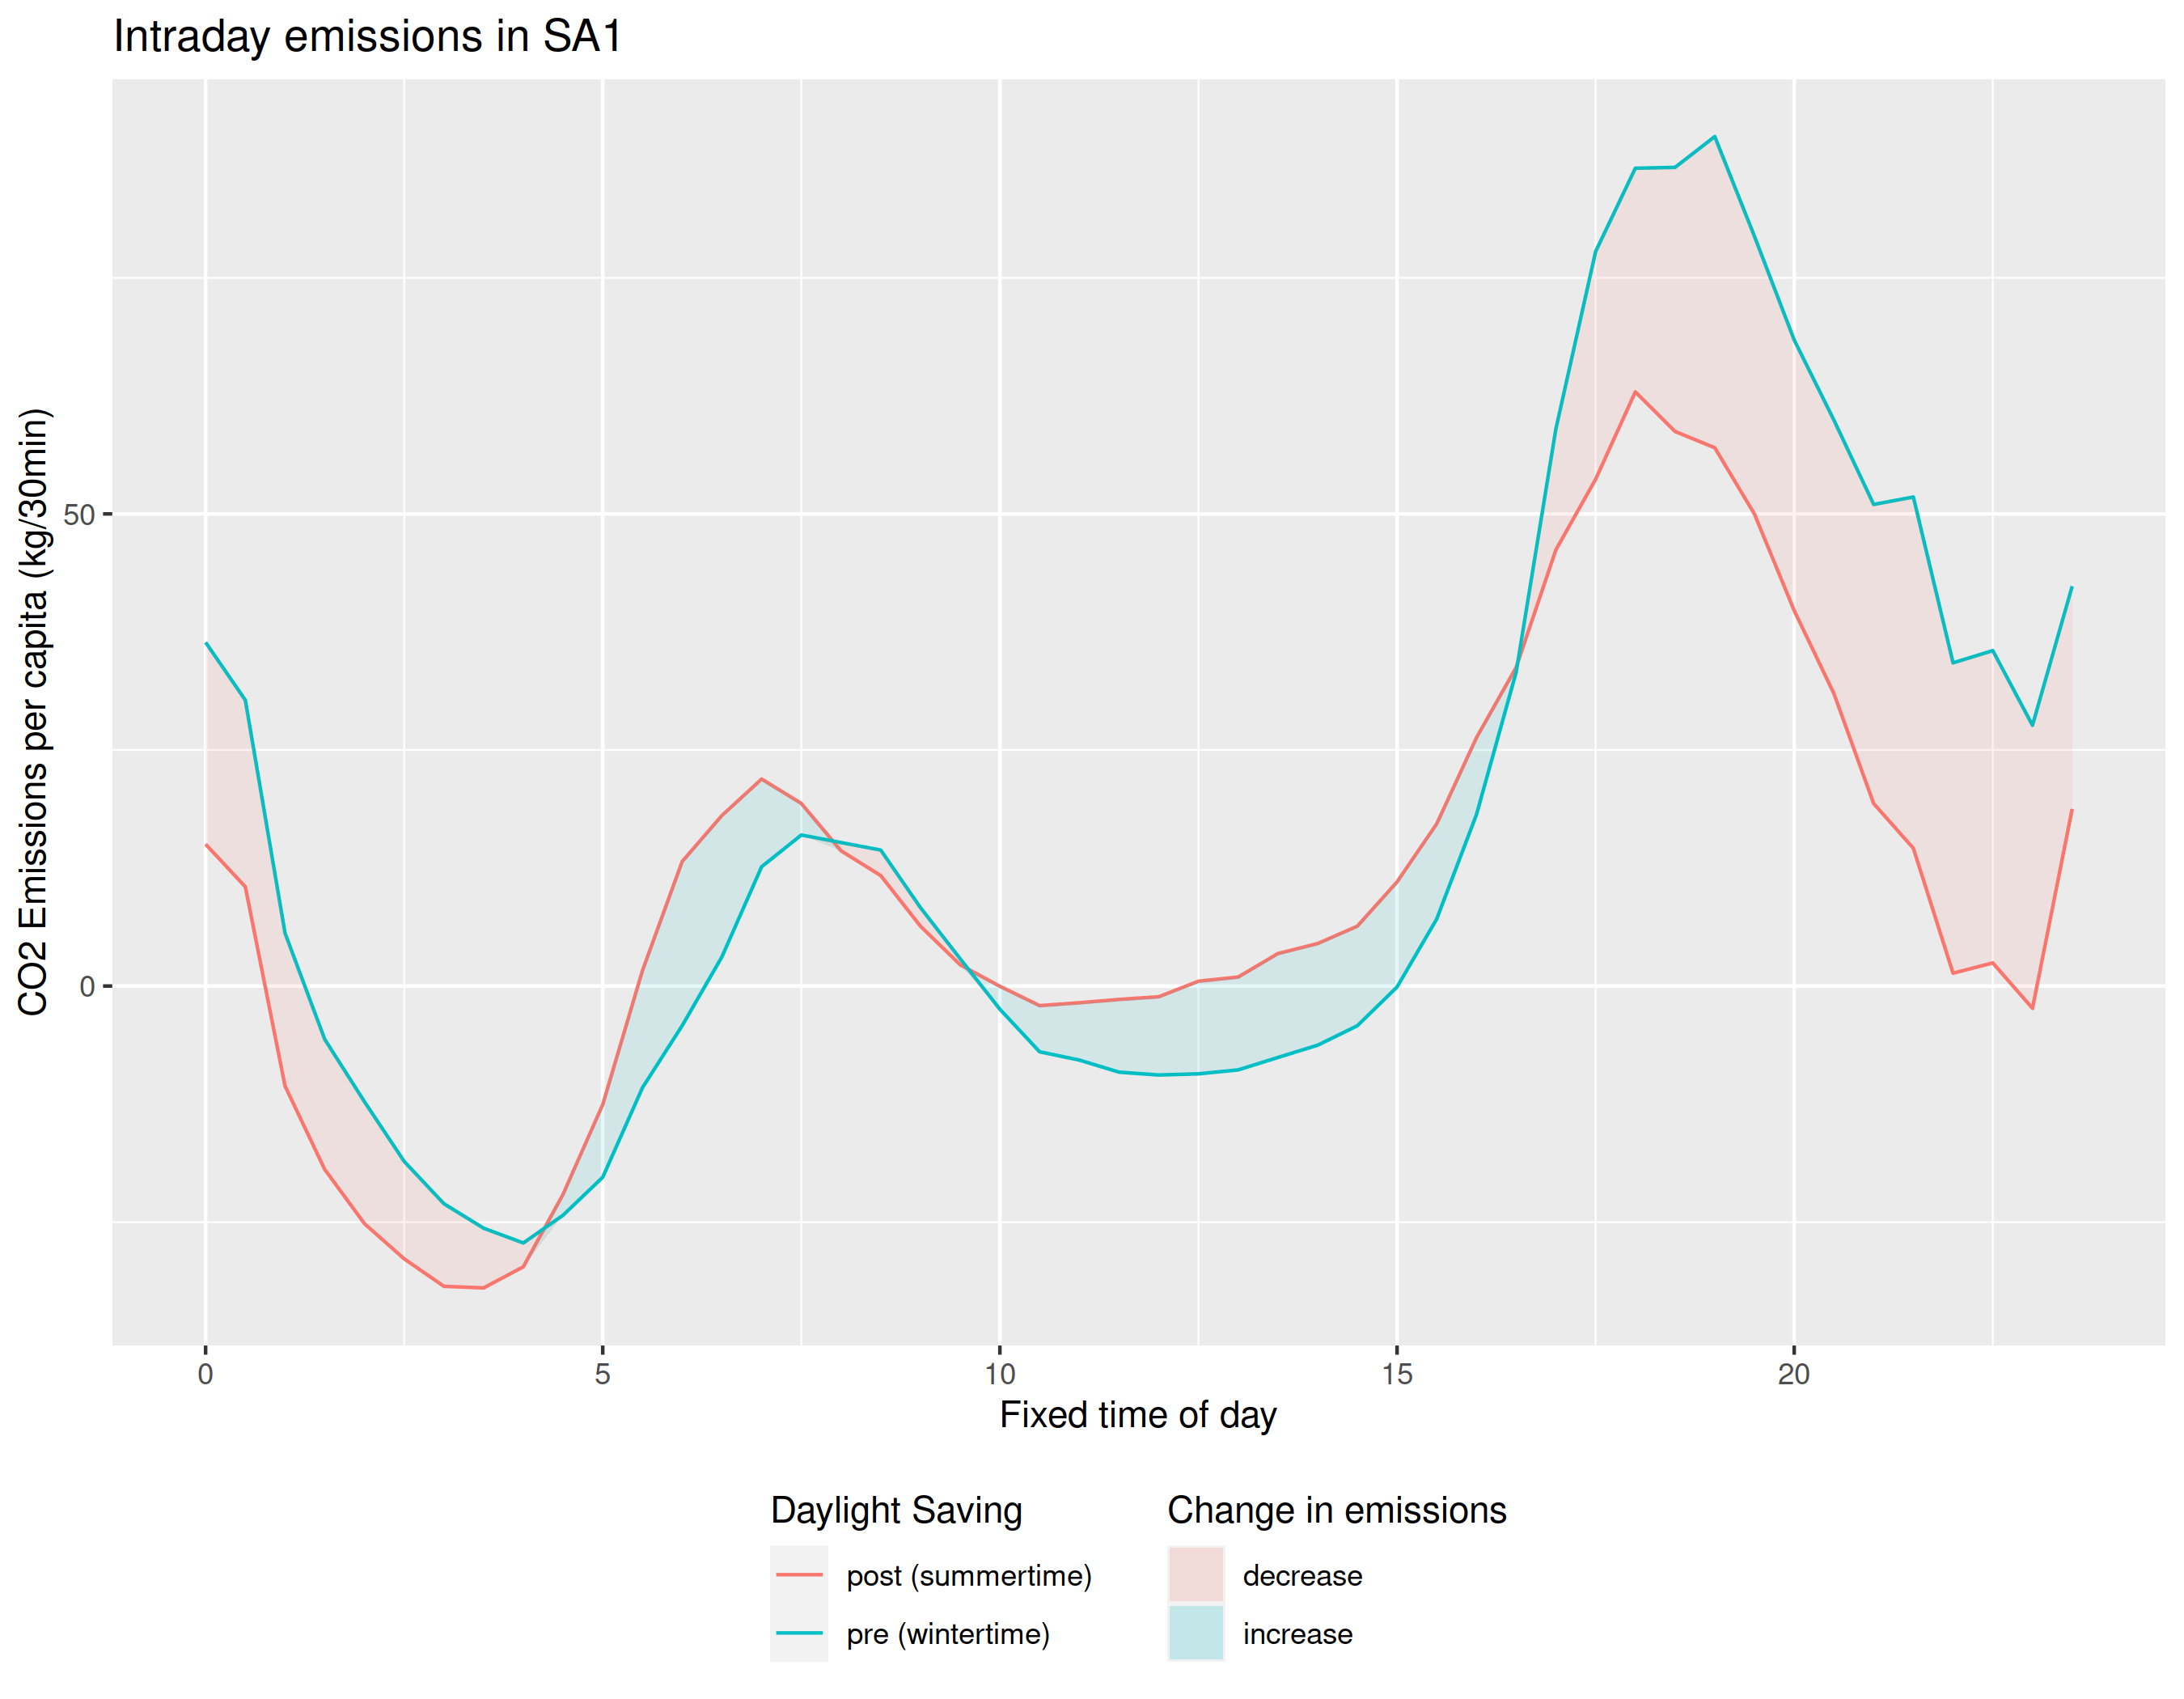 Intraday emissions in SA1
CO2 Emissions per capita (kg/30min)
50
0
0 5 10 15 20
Fixed time of day
Daylight Saving
post (summertime)
pre (wintertime)
Change in emissions
decrease
increase